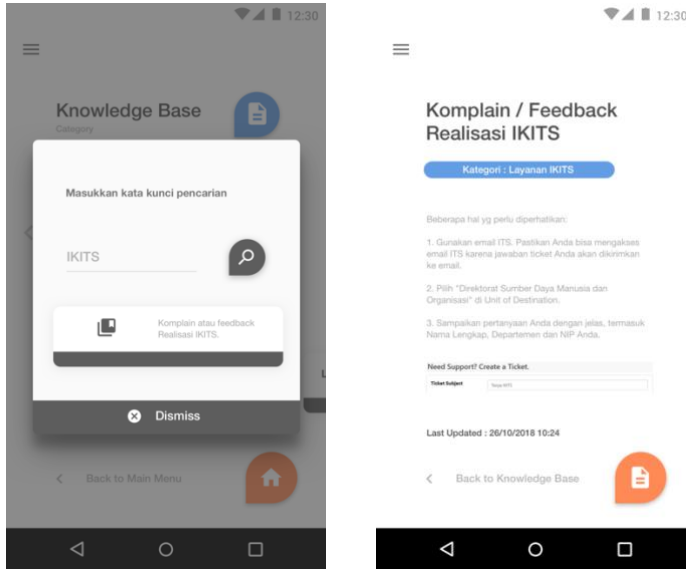 12:30
Knowledge Base
Category
Masukkan kata kunci pencarian
IKITS
Komplain atau feedback
Realisasi IKITS.
L
Dismiss
Back to Main Menu
12:30
Komplain / Feedback
Realisasi IKITS
Kategori : Layanan IKITS
Beberapa hal yg perlu diperhatikan:
1. Gunakan email ITS. Pastikan Anda bisa mengakses
email ITS karena jawaban ticket Anda akan dikirimkan
ke email.
2. Pilih "Direktorat Sumber Daya Manusia dan
Organisasi" di Unit of Destination.
3. Sampaikan pertanyaan Anda dengan jelas, termasuk
Nama Lengkap, Departemen dan NIP Anda.
Need Support? Create a Ticket.
Ticket Subject
Last Updated : 26/10/2018 10:24
Back to Knowledge Base